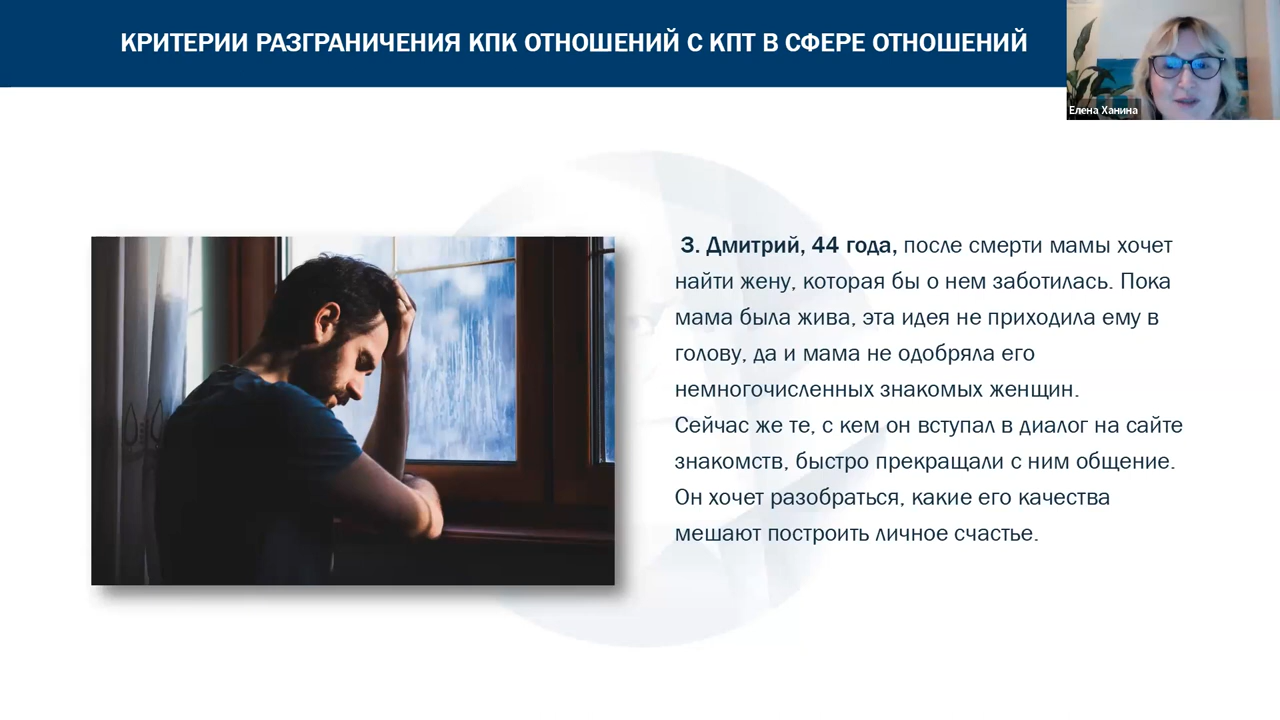 КРИТЕРИИ РАЗГРАНИЧЕНИЯ КПК ОТНОШЕНИЙ С КПТ В СФЕРЕ ОТНОШЕНИЙ
Елена Ханина
3. Дмитрий, 44 года, после смерти мамы хочет
найти жену, которая бы о нем заботилась. Пока
мама была жива, эта идея не приходила ему в
голову, да и мама не одобряла его
немногочисленных знакомых женщин.
Сейчас же те, с кем он вступал в диалог на сайте
знакомств, быстро прекращали с ним общение.
Он хочет разобраться, какие его качества
мешают построить личное счастье.